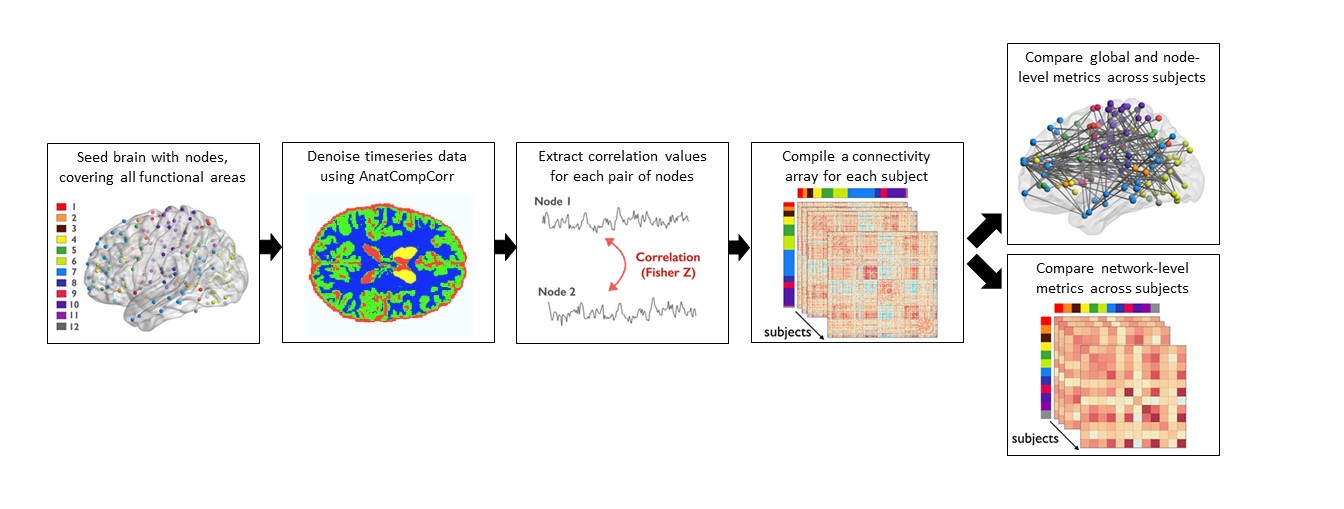 Seed brain with nodes,
covering all functional areas
1
2
3
4
5
6
7
8
9
10
11
12
Denoise timeseries data
using AnatCompCorr
Extract correlation values
for each pair of nodes
Node 1
Correlation
(Fisher Z)
Node 2
Compile a connectivity
array for each subject
subjects
Compare global and node-
level metrics across subjects
Compare network-level
metrics across subjects
subjects